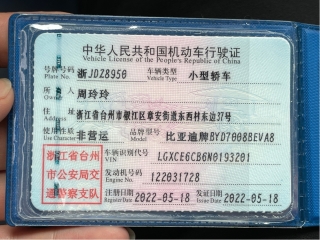 中华人民共和国机动车行驶证
Vehicle License of the People's Republic of China
号牌号码 浙JDZ8950 车辆类型 小型轿车
Plate No. Vehicle Type
所有人 周玲玲
Owner
住址 浙江省台州市椒江区章安街道东西村东边37号
Address
使用性质 非营运 品牌型号 比亚迪牌BYD7008BEVA8
Use Character Model
浙江省台
州市公安局交
通警察支队
车辆识别代号 LGXCE6CB6N0193201
VIN
发动机号码 122031728
Engine No.
注册日期 2022-05-18 发证日期 2022-05-18
Register Date Issue Date